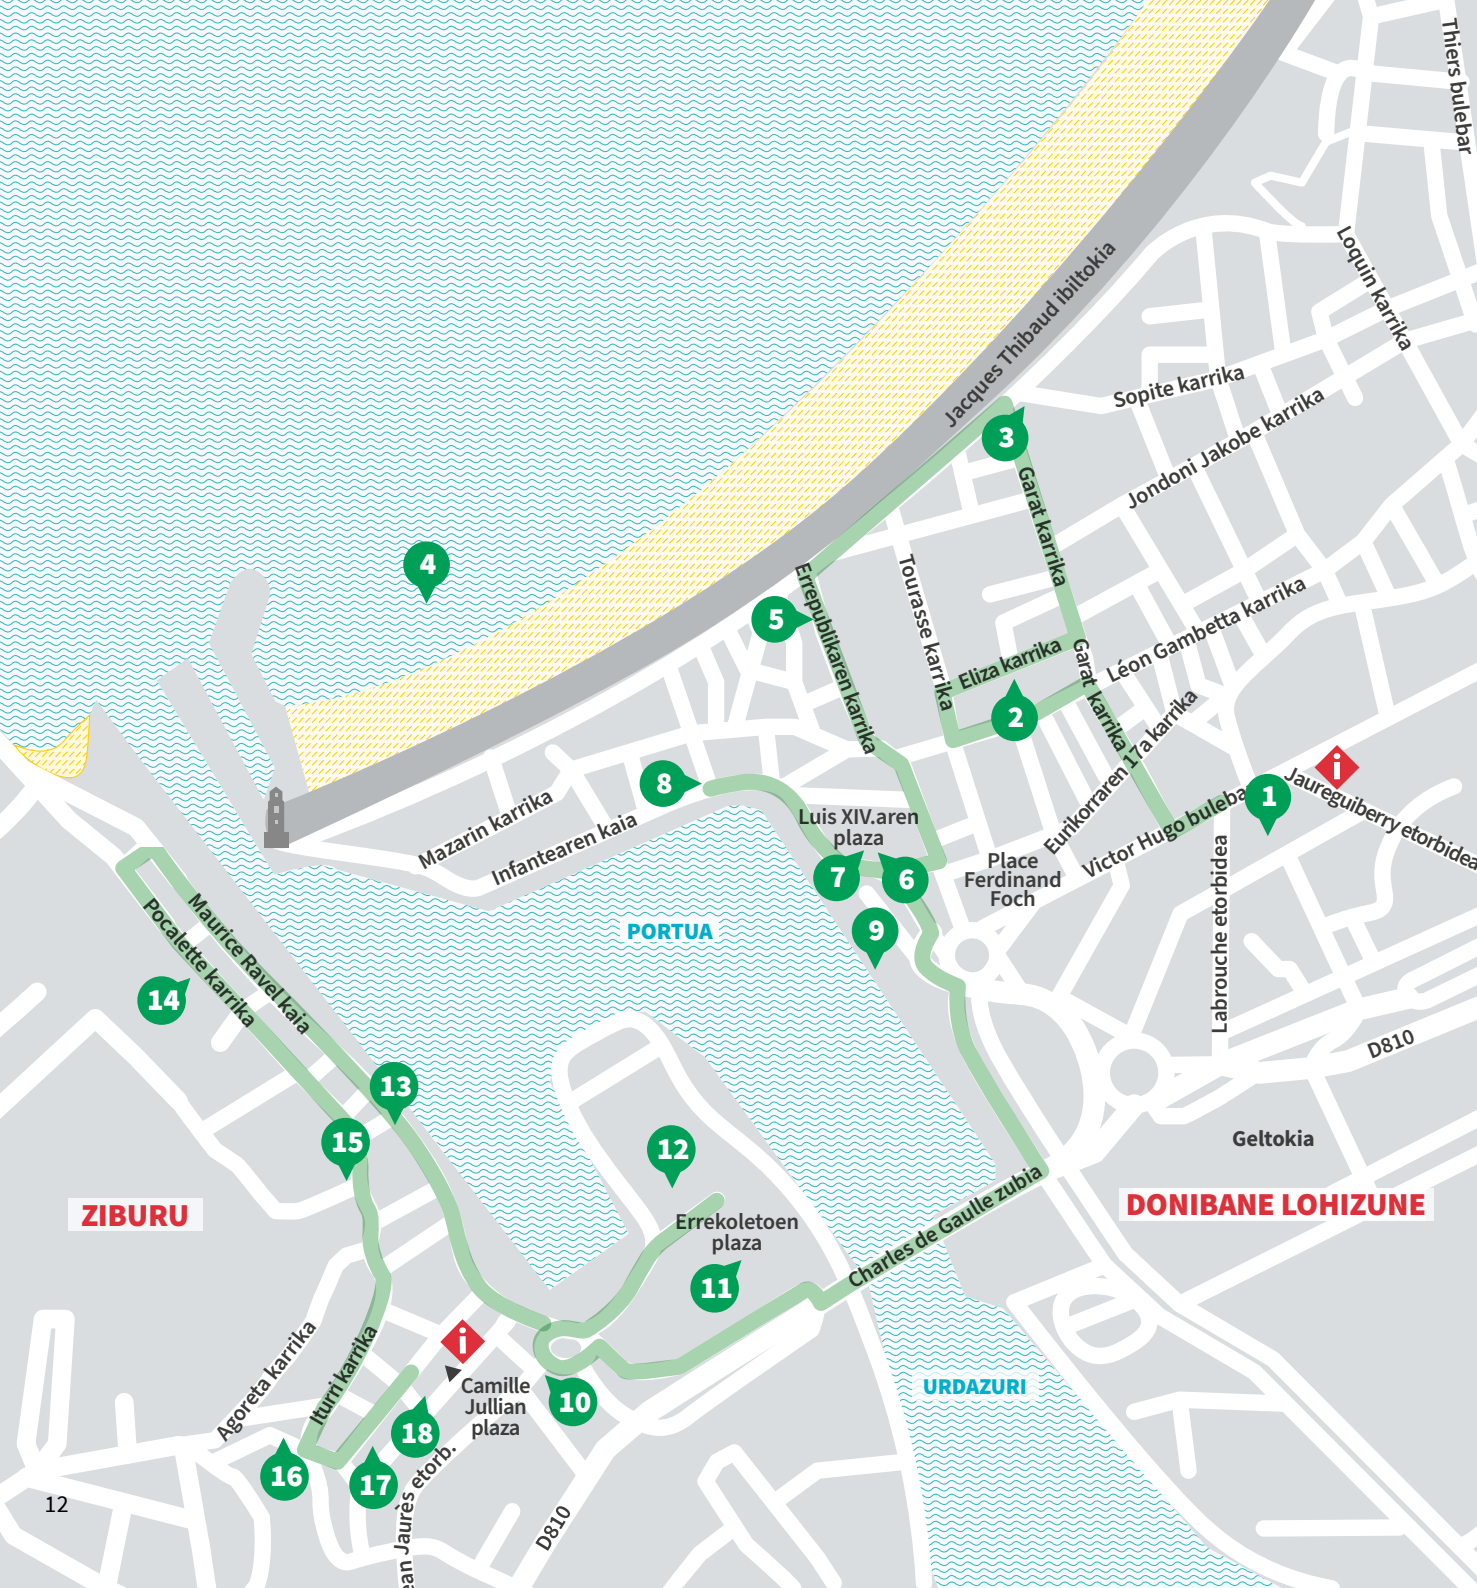 Thiers bulebar
Loquin karrika
Jacques Thibaud ibiltokia
Sopite karrika
Jondoni Jakobe karrika
3
Garat karrika
4
Tourasse karrika
Errepublikaren karrika
5
Léon Gambetta karrika
Eliza karrika
Garat karrika
2
Eurikorraren 17a karrika
i
Jaureguiberry etorbidea
8
1
Victor Hugo buleba
Mazarin karrika
Infantearen kaia
Luis XIV.aren
plaza
7
6
Place
Ferdinand
Foch
Labrouche etorbidea
PORTUA
9
Maurice Ravel kaia
Pocalette karrika
14
D810
13
15
12
Geltokia
ZIBURU
DONIBANE LOHIZUNE
Errekoletoen
plaza
Charles de Gaulle zubia
11
i
Agoreta karrika
Iturri karrika
Camille
Jullian
plaza
URDAZURI
10
18
16
17
ean Jaurès etorb.
D810
12